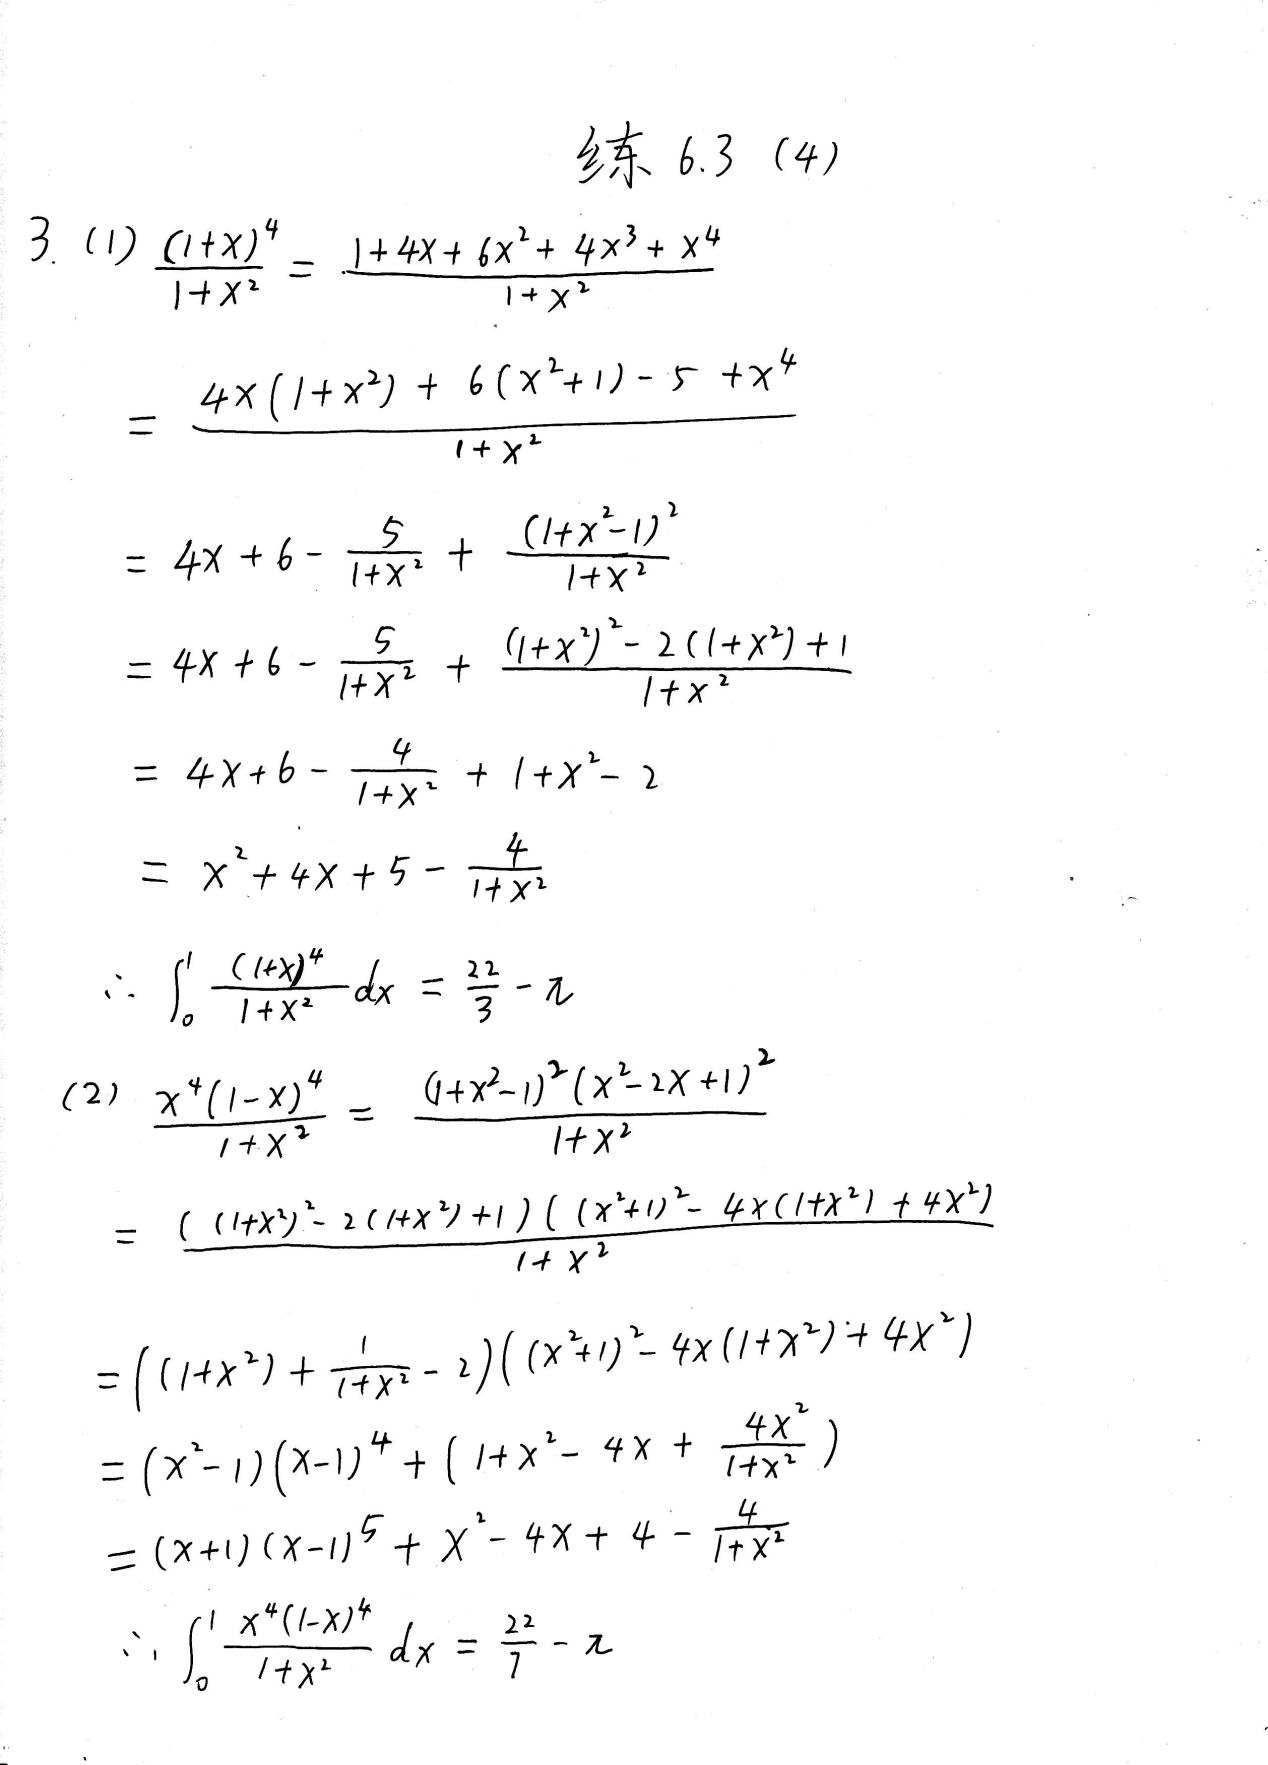 练 6.3 (4)
3. (1) $\frac{(1+x)^4}{1+x^2} = \frac{1+4x+6x^2+4x^3+x^4}{1+x^2}$
$= \frac{4x(1+x^2)+6(x^2+1)-5+x^4}{1+x^2}$
$= 4x+6-\frac{5}{1+x^2}+\frac{(1+x^2-1)^2}{1+x^2}$
$= 4x+6-\frac{5}{1+x^2}+\frac{(1+x^2)^2-2(1+x^2)+1}{1+x^2}$
$= 4x+6-\frac{4}{1+x^2}+1+x^2-2$
$= x^2+4x+5-\frac{4}{1+x^2}$
$\therefore \int_0^1 \frac{(1+x)^4}{1+x^2}dx = \frac{22}{3}-\pi$
(2) $\frac{x^4(1-x)^4}{1+x^2} = \frac{(1+x^2-1)^2(x^2-2x+1)^2}{1+x^2}$
$= \frac{((1+x^2)^2-2(1+x^2)+1)((x^2+1)^2-4x(1+x^2)+4x^2)}{1+x^2}$
$= ((1+x^2)+\frac{1}{1+x^2}-2)((x^2+1)^2-4x(1+x^2)+4x^2)$
$= (x^2-1)(x-1)^4+(1+x^2-4x+\frac{4x^2}{1+x^2})$
$= (x+1)(x-1)^5+x^2-4x+4-\frac{4}{1+x^2}$
$\therefore \int_0^1 \frac{x^4(1-x)^4}{1+x^2}dx = \frac{22}{7}-\pi$